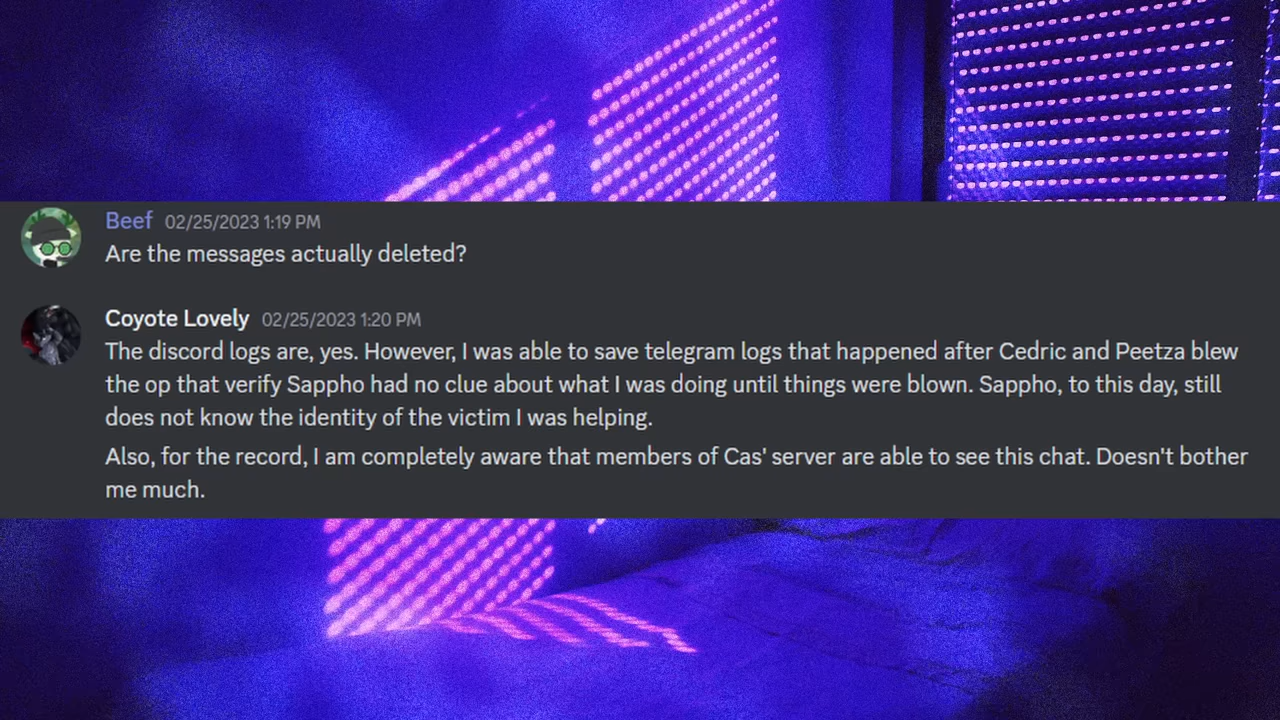 Beef 02/25/2023 1:19 PM
Are the messages actually deleted?
Coyote Lovely 02/25/2023 1:20 PM
The discord logs are, yes. However, I was able to save telegram logs that happened after Cedric and Peetza blew
the op that verify Sappho had no clue about what I was doing until things were blown. Sappho, to this day, still
does not know the identity of the victim I was helping.
Also, for the record, I am completely aware that members of Cas' server are able to see this chat. Doesn't bother
me much.